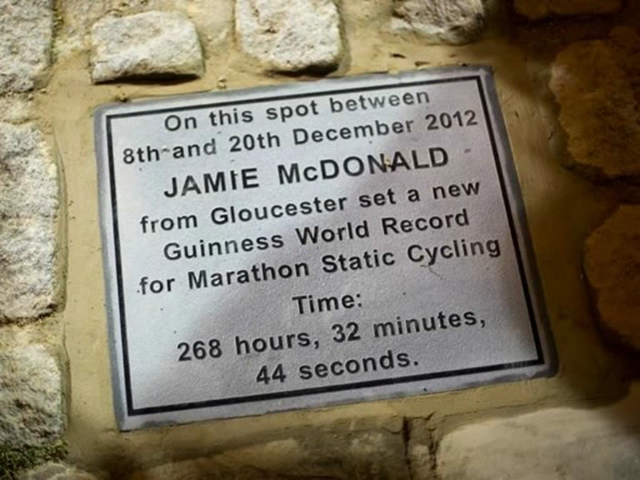 On this spot between
8th and 20th December 2012
JAMIE McDONALD
from Gloucester set a new
Guinness World Record
for Marathon Static Cycling
Time:
268 hours, 32 minutes,
44 seconds.